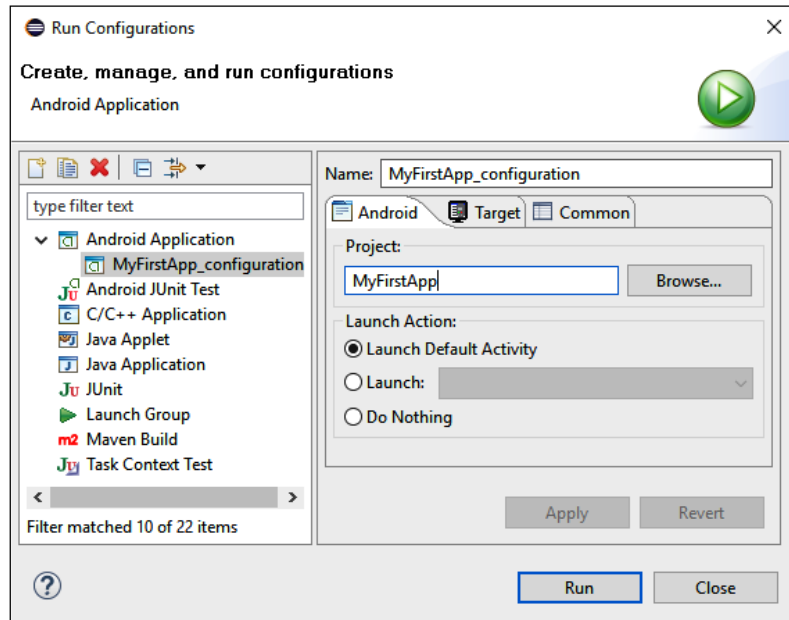 Run Configurations
Create, manage, and run configurations
Android Application
type filter text
Android Application
MyFirstApp_configuration
Android JUnit Test
C/C++ Application
Java Applet
Java Application
JUnit
Launch Group
Maven Build
Task Context Test
Filter matched 10 of 22 items
Name: MyFirstApp_configuration
Android Target Common
Project:
MyFirstApp Browse...
Launch Action:
Launch Default Activity
Launch:
Do Nothing
Apply Revert
Run Close